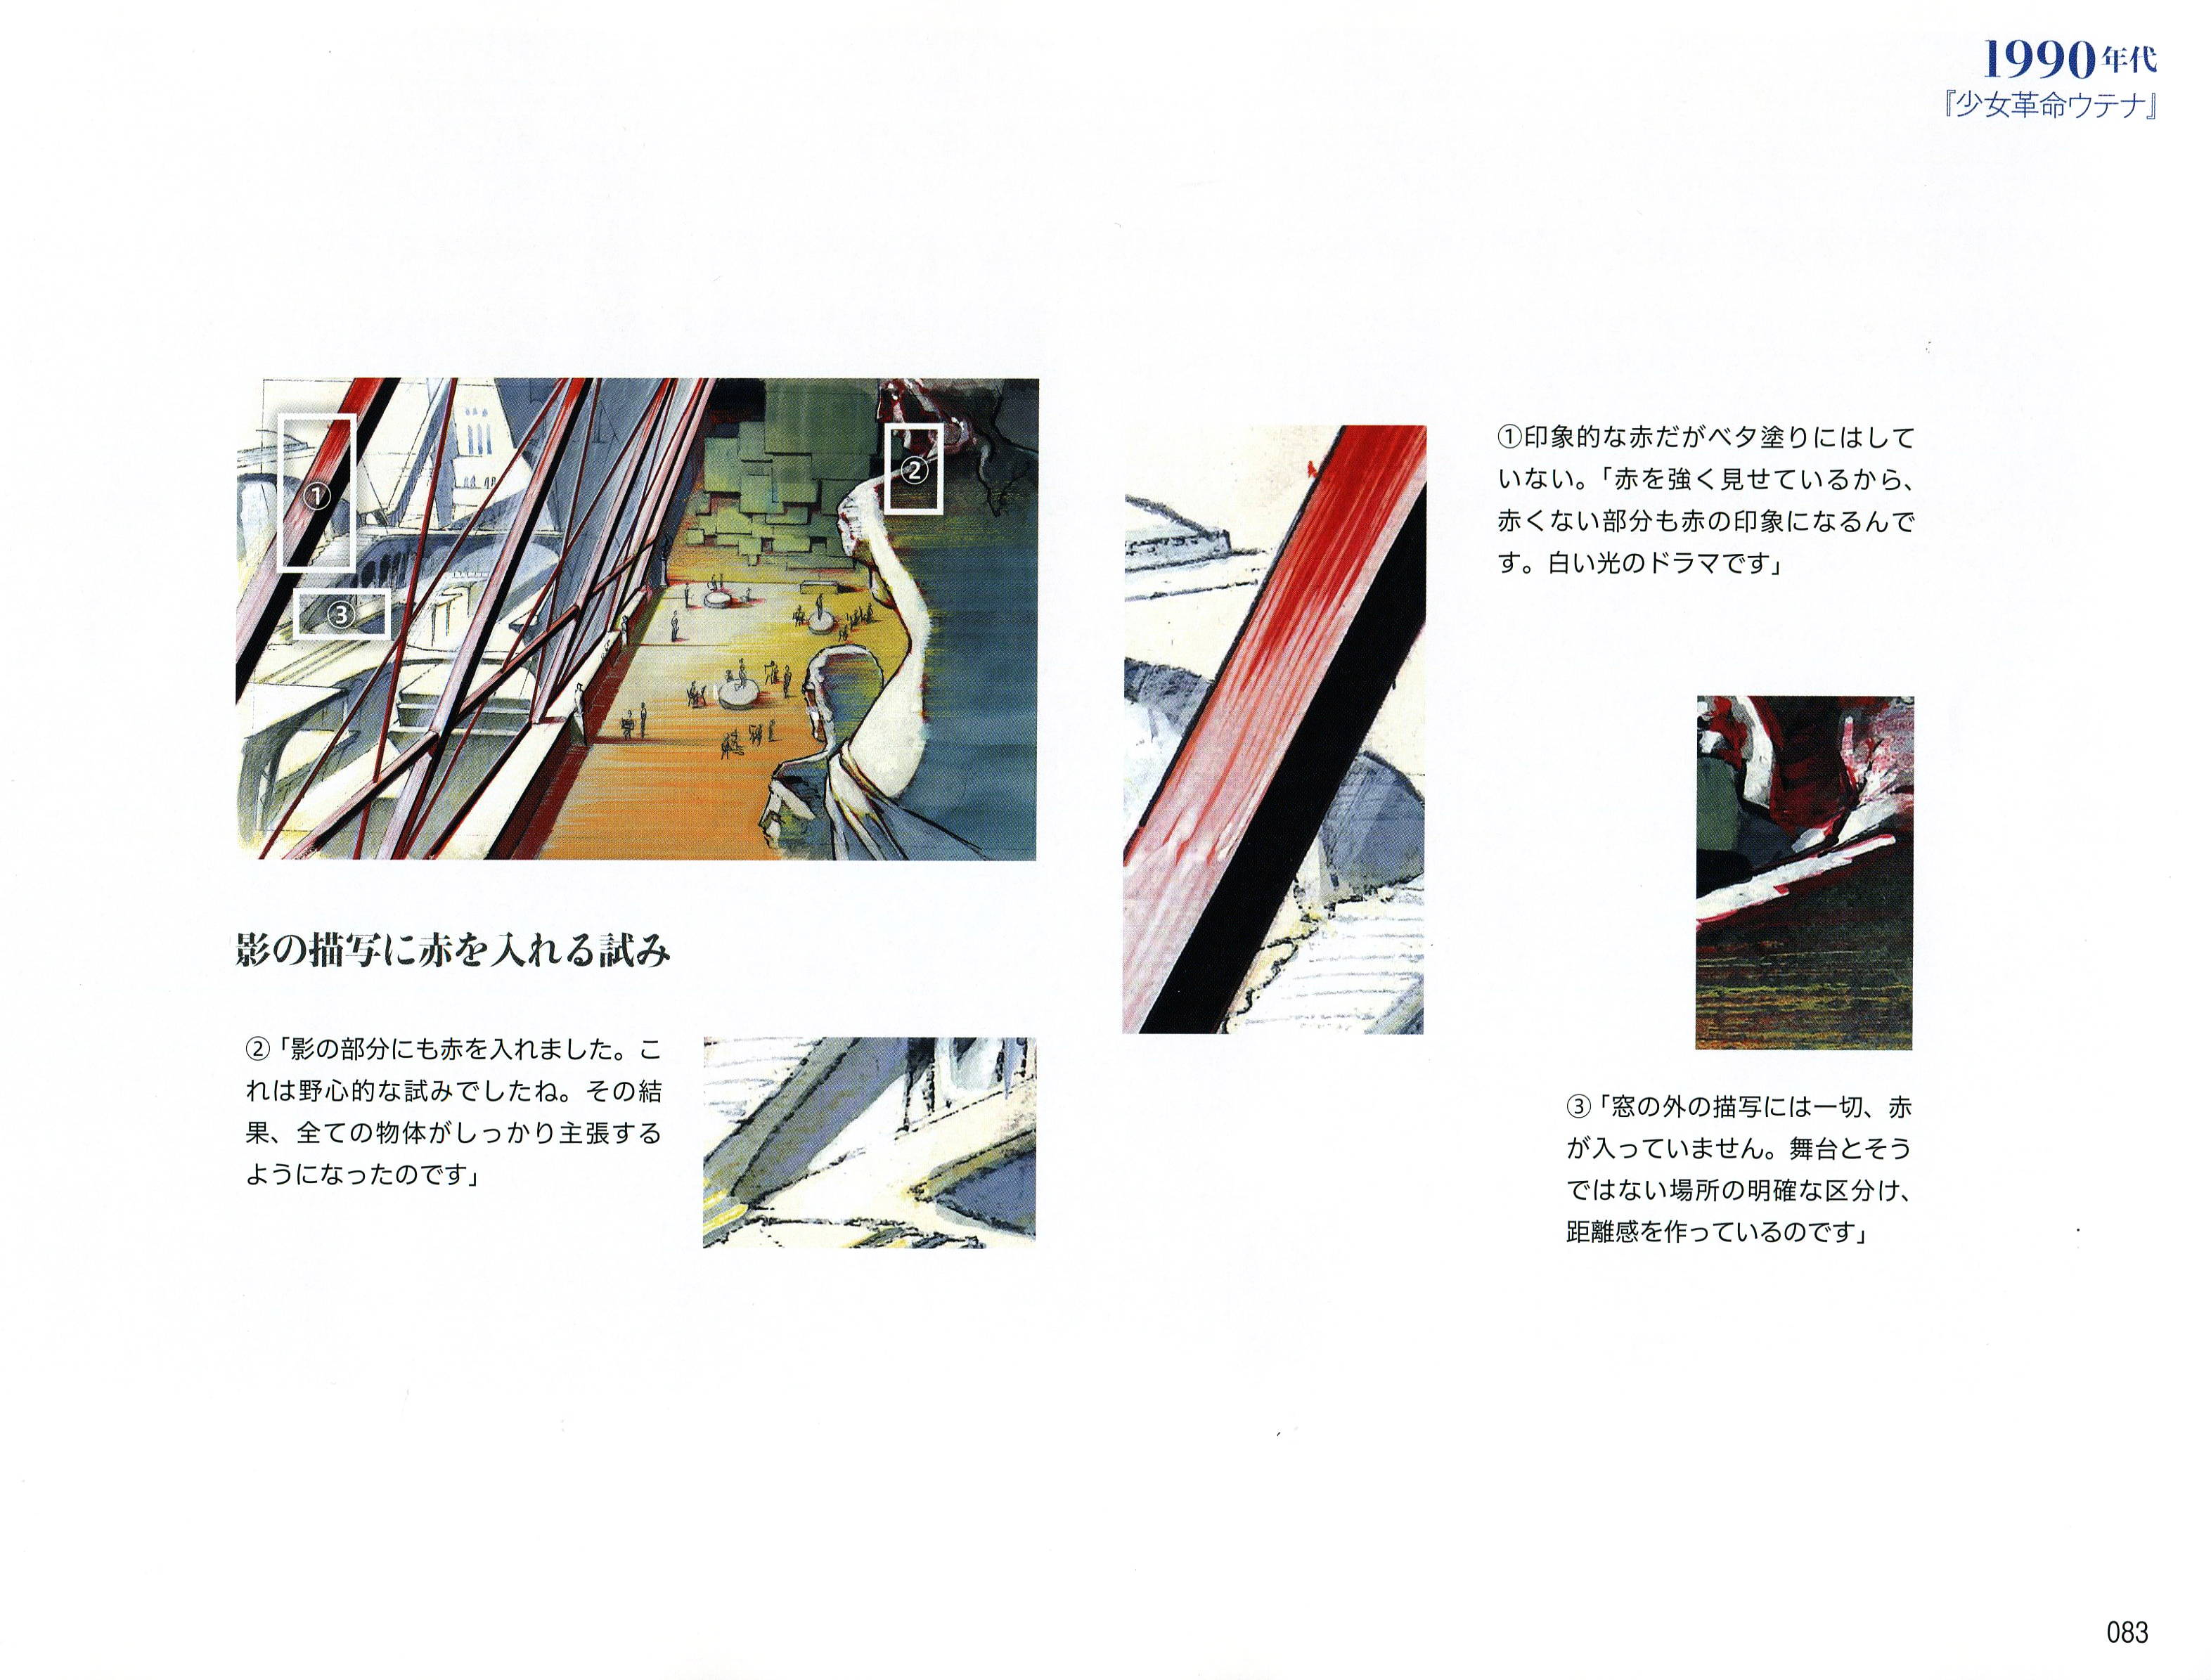 1990年代
『少女革命ウテナ』
①
②
③
①印象的な赤だがベタ塗りにはして
いない。「赤を強く見せているから、
赤くない部分も赤の印象になるんで
す。白い光のドラマです」
影の描写に赤を入れる試み
②「影の部分にも赤を入れました。こ
れは野心的な試みでしたね。その結
果、全ての物体がしっかり主張する
ようになったのです」
③「窓の外の描写には一切、赤
が入っていません。舞台とそう
ではない場所の明確な区分け、
距離感を作っているのです」
083